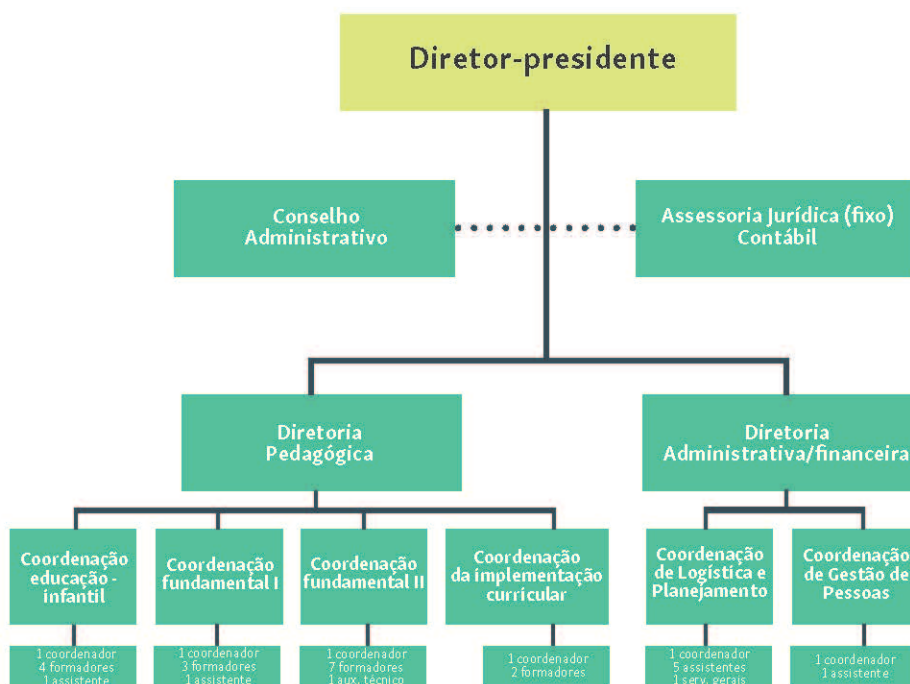 Diretor-presidente
Conselho
Administrativo
Assessoria Jurídica (fixo)
Contábil
Diretoria
Pedagógica
Diretoria
Administrativa/financeira
Coordenação
educação -
infantil
Coordenação
fundamental I
Coordenação
fundamental II
Coordenação
da implementação
curricular
Coordenação
de Logística e
Planejamento
Coordenação
de Gestão de
Pessoas
1 coordenador
4 formadores
1 assistente
1 coordenador
3 formadores
1 assistente
1 coordenador
7 formadores
1 aux. técnico
1 coordenador
2 formadores
1 coordenador
5 assistentes
1 serv. gerais
1 coordenador
1 assistente